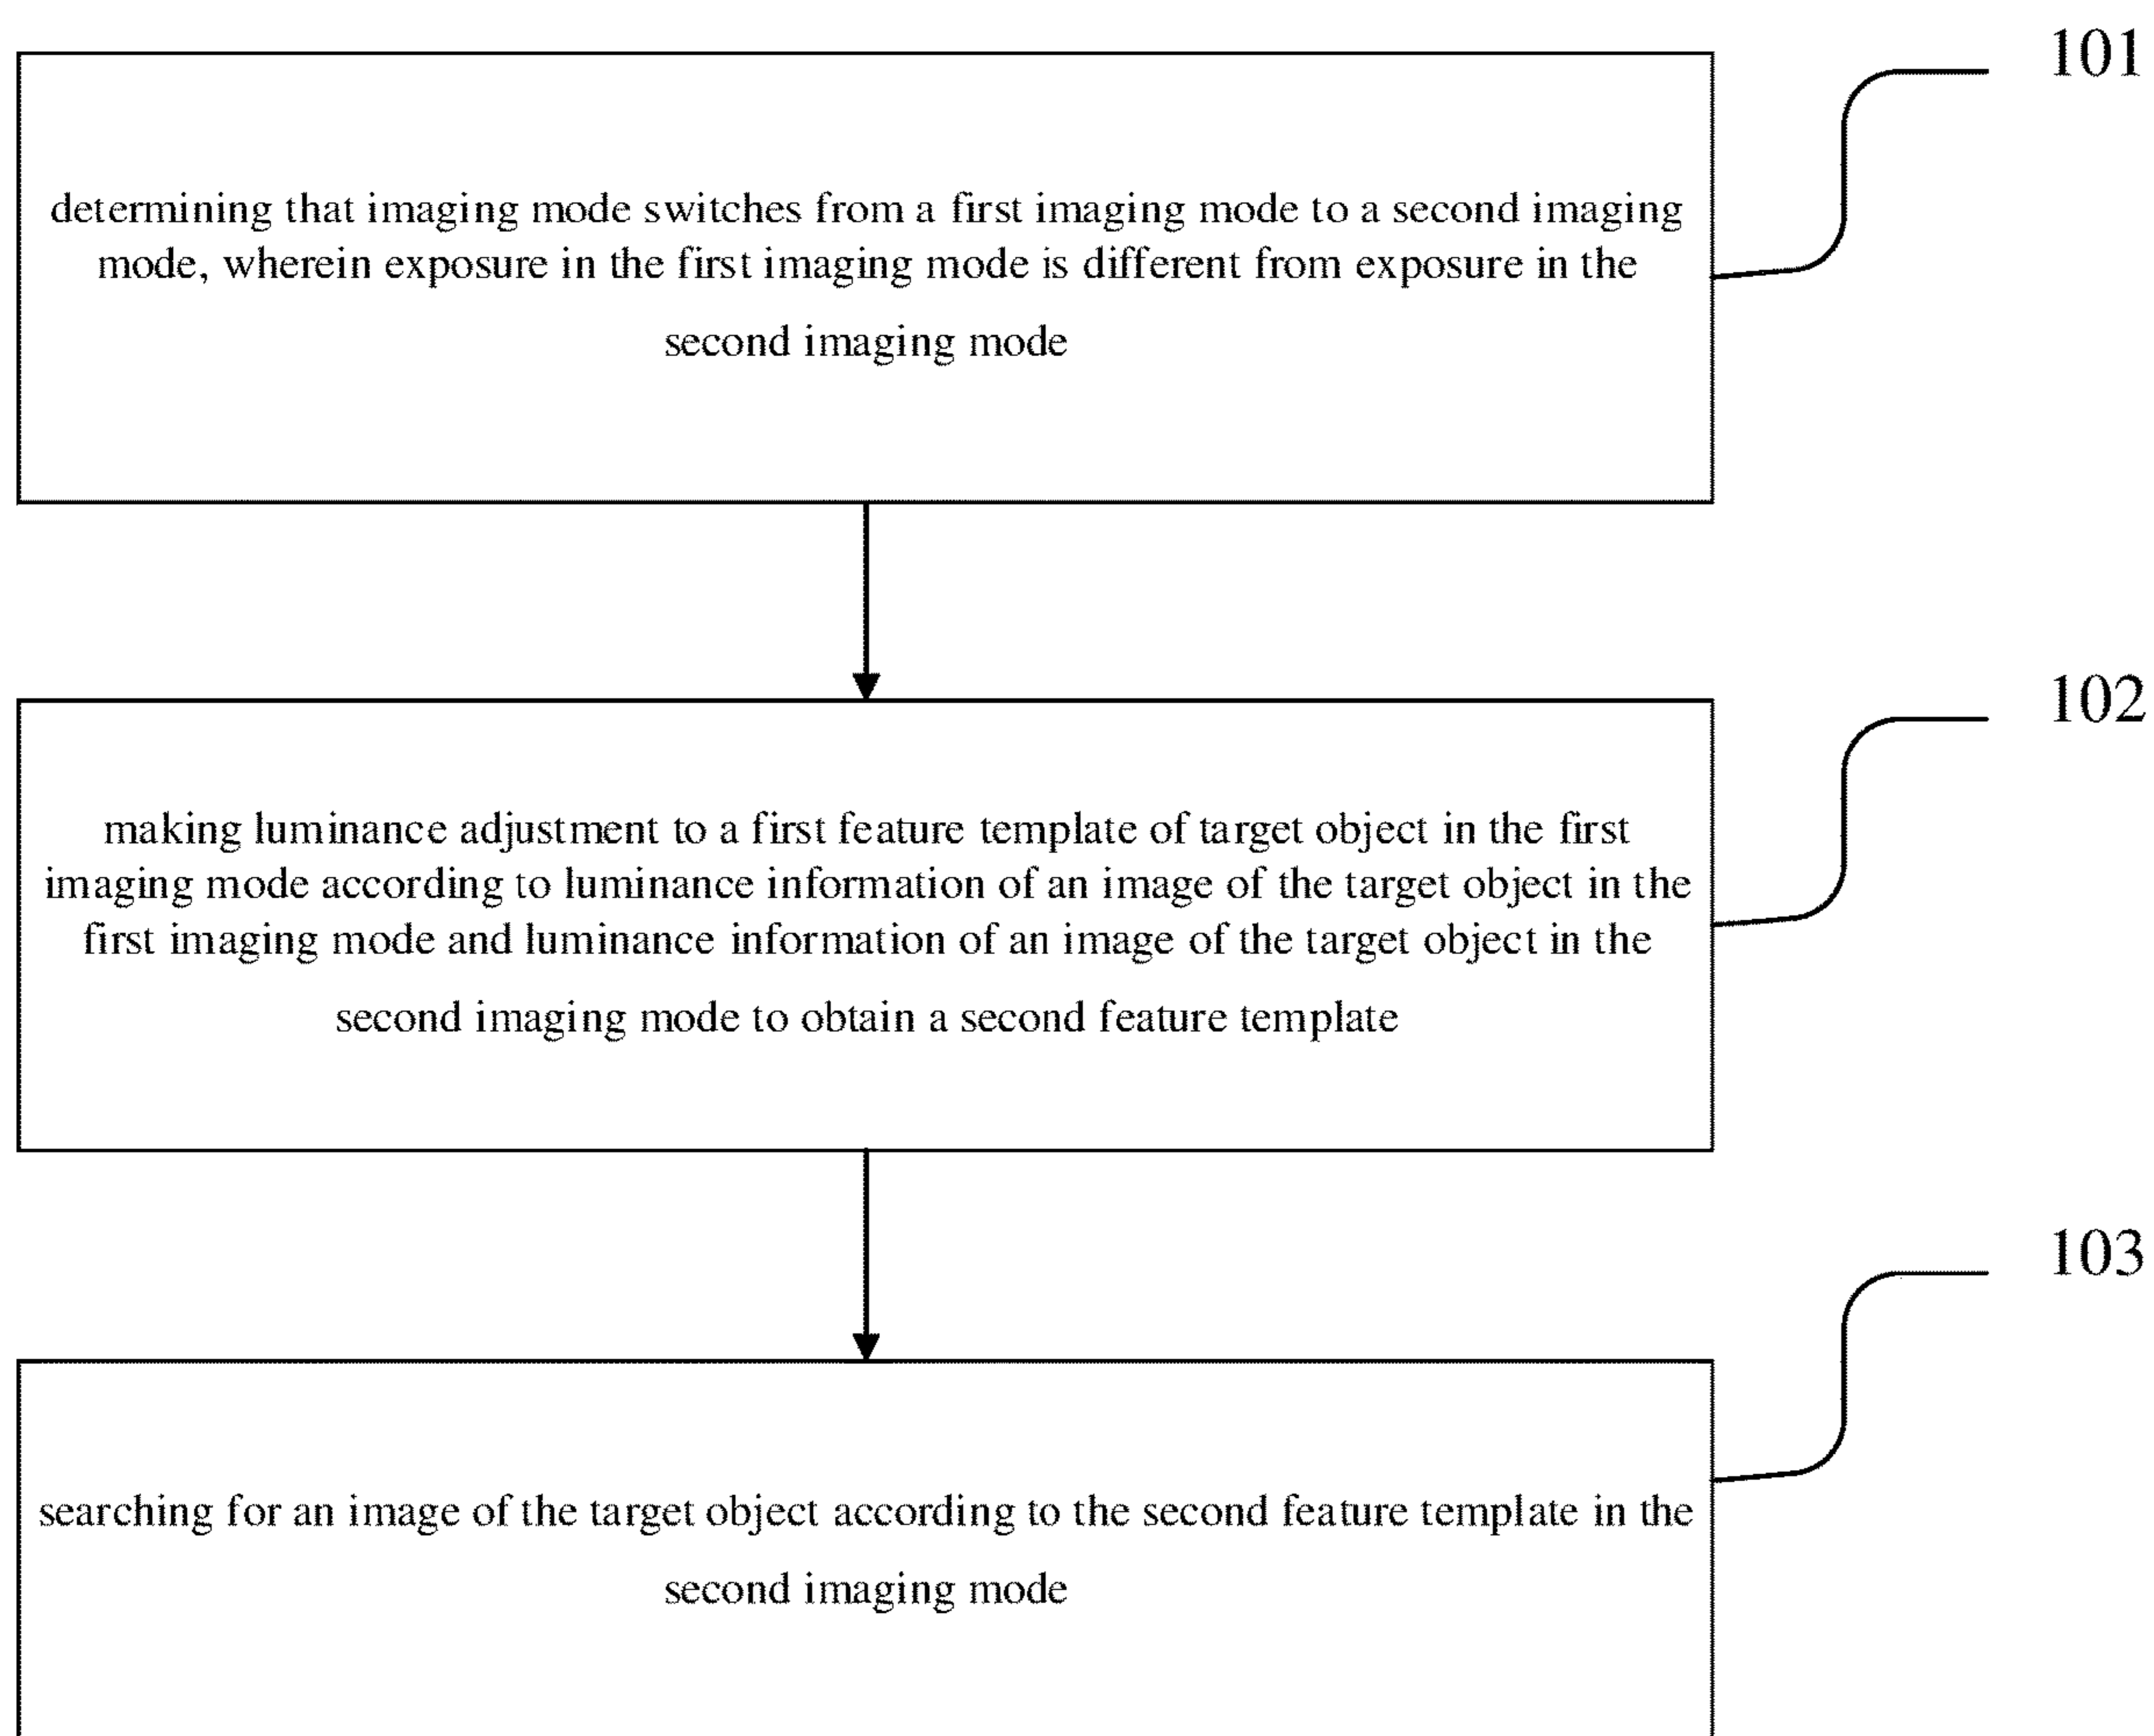 101
determining that imaging mode switches from a first imaging mode to a second imaging
mode, wherein exposure in the first imaging mode is different from exposure in the
second imaging mode
102
making luminance adjustment to a first feature template of target object in the first
imaging mode according to luminance information of an image of the target object in the
first imaging mode and luminance information of an image of the target object in the
second imaging mode to obtain a second feature template
103
searching for an image of the target object according to the second feature template in the
second imaging mode